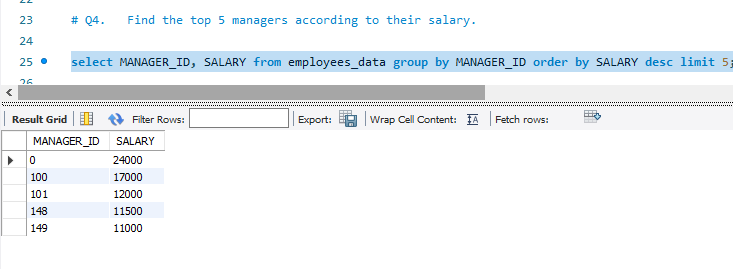 22
23 # Q4. Find the top 5 managers according to their salary.
24
25 select MANAGER_ID, SALARY from employees_data group by MANAGER_ID order by SALARY desc limit 5;
26
Result Grid Filter Rows: Export: Wrap Cell Content: Fetch rows:
MANAGER_ID SALARY
0 24000
100 17000
101 12000
148 11500
149 11000